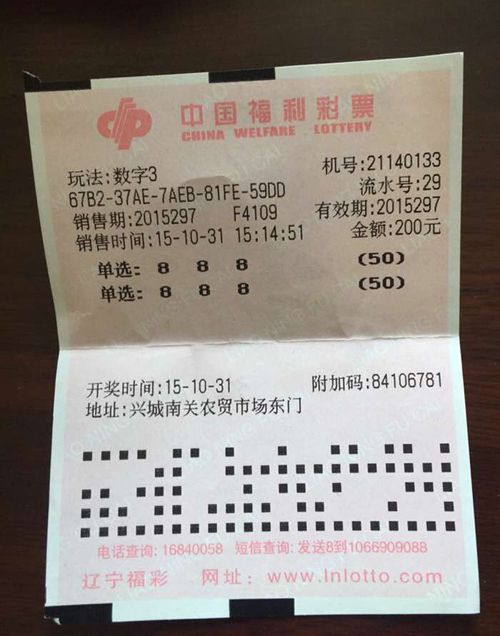 中国福利彩票
CHINA WELFARE LOTTERY
玩法:数字3 机号:21140133
67B2-37AE-7AEB-81FE-59DD 流水号:29
销售期:2015297 F4109 有效期:2015297
销售时间:15-10-31 15:14:51 金额:200元
单选: 8 8 8 (50)
单选: 8 8 8 (50)
开奖时间:15-10-31 附加码:84106781
地址:兴城南关农贸市场东门
电话查询: 16840058 短信查询: 发送8到1066909088
辽宁福彩 网址: www.lnlotto.com